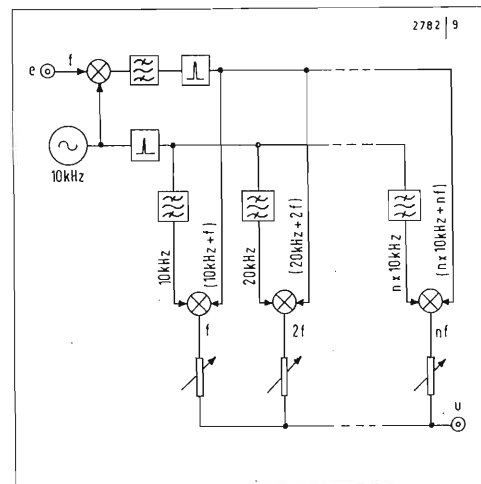 2782 9
e f
10kHz
10kHz
(10kHz+f)
20kHz
(20kHz+2f)
n x 10kHz
(n x 10kHz + nf)
f
2f
nf
u